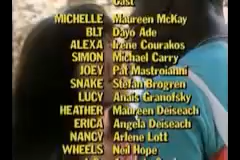 Cast
MICHELLE Maureen McKay
BLT Dayo Ade
ALEXA Irene Courakos
SIMON Michael Carry
JOEY Pat Mastroianni
SNAKE Stefan Brogren
LUCY Anais Granofsky
HEATHER Maureen Deiseach
ERICA Angela Deiseach
NANCY Arlene Lott
WHEELS Neil Hope